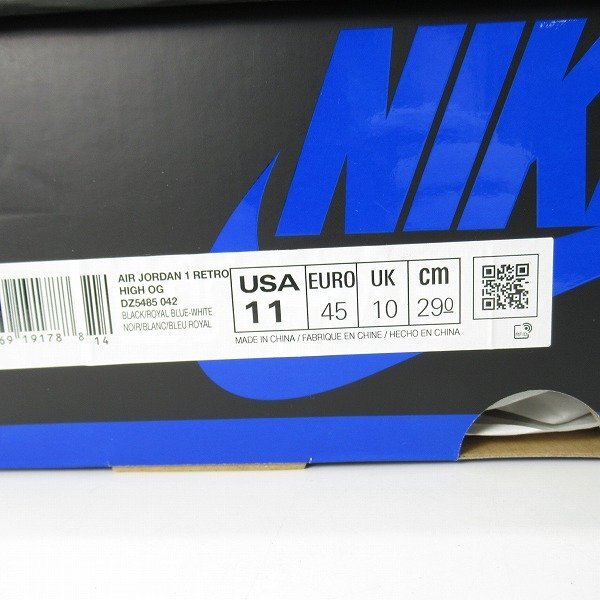 NIK
AIR JORDAN 1 RETRO
HIGH OG
DZ5485 042
BLACK/ROYAL BLUE-WHITE
NOIR/BLANC/BLEU ROYAL
69 19178 8 14
USA EURO UK cm
11 45 10 29.0
MADE IN CHINA / FABRIQUE EN CHINE / HECHO EN CHINA